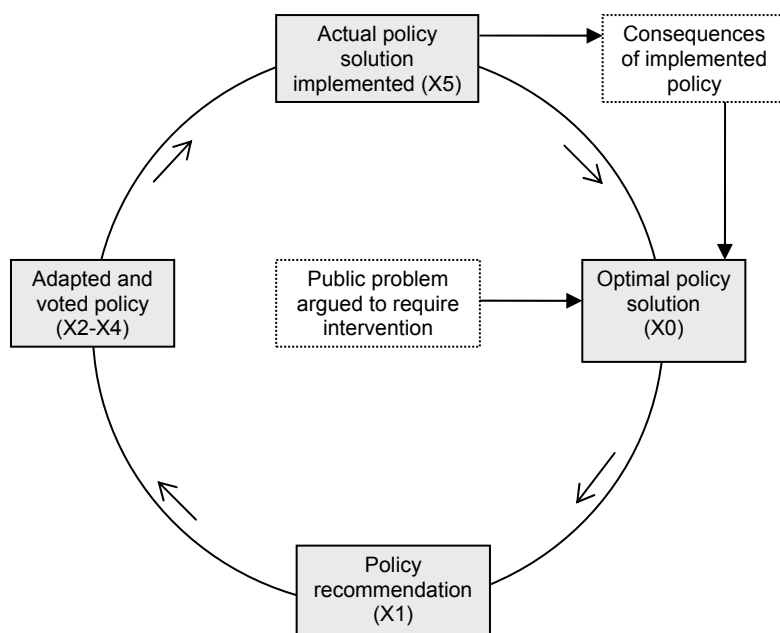 Actual policy
solution
implemented (X5)
Consequences
of implemented
policy
Adapted and
voted policy
(X2-X4)
Public problem
argued to require
intervention
Optimal policy
solution
(X0)
Policy
recommendation
(X1)